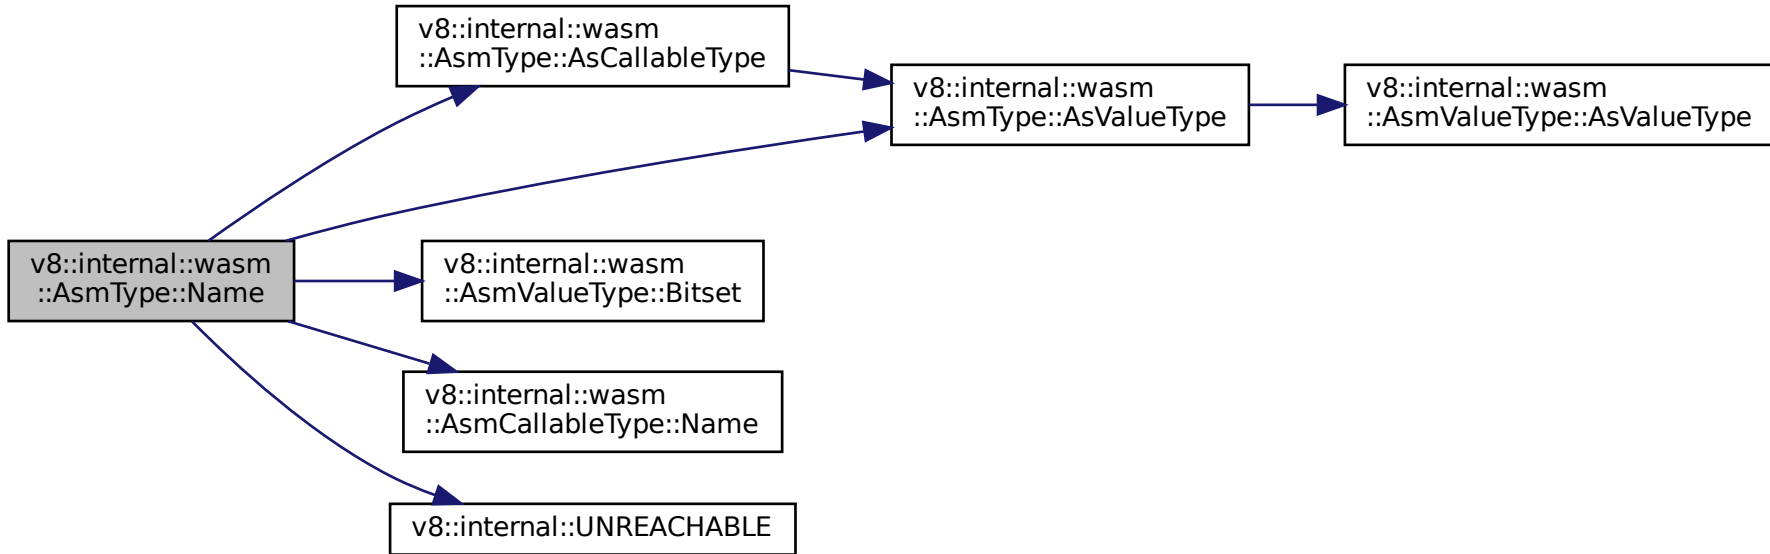 v8::internal::wasm
::AsmType::AsCallableType
v8::internal::wasm
::AsmType::AsValueType
v8::internal::wasm
::AsmValueType::AsValueType
v8::internal::wasm
::AsmType::Name
v8::internal::wasm
::AsmValueType::Bitset
v8::internal::wasm
::AsmCallableType::Name
v8::internal::UNREACHABLE